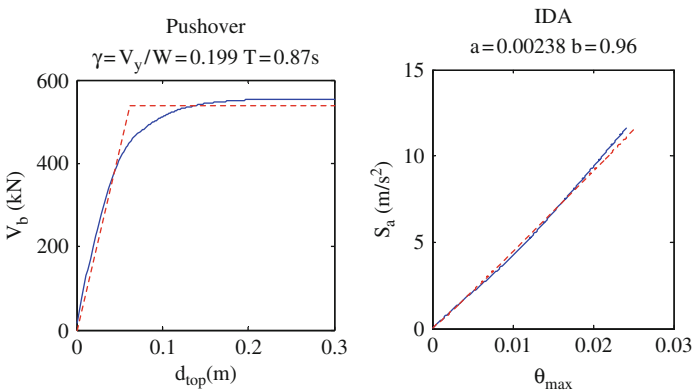 Pushover
γ=V_y/W=0.199 T=0.87s
600
400
200
0
V_b (kN)
0
0.1
0.2
0.3
d_top(m)
IDA
a=0.00238 b=0.96
15
10
5
0
S_a (m/s²)
0
0.01
0.02
0.03
θ_max